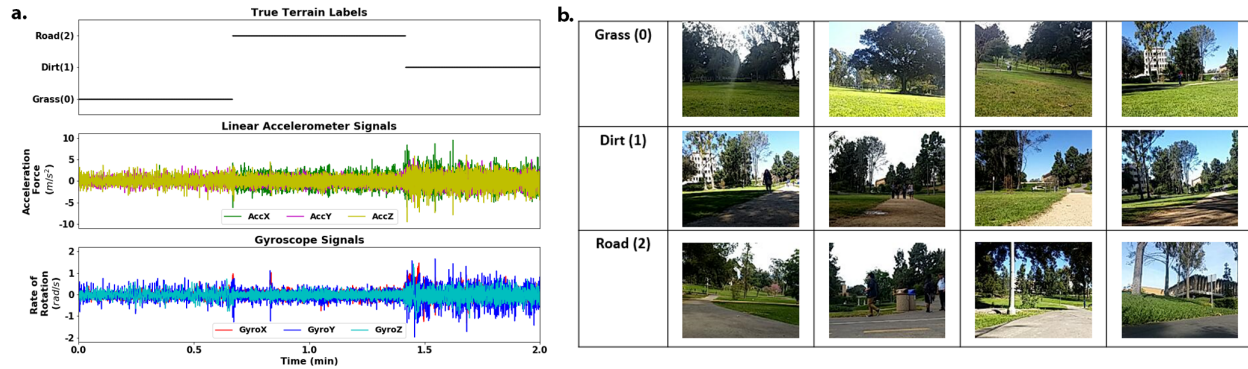 a.
True Terrain Labels
Road(2)
Dirt(1)
Grass(0)
Linear Accelerometer Signals
Acceleration
Force
(m/s²)
10
5
0
-5
-10
AccX AccY AccZ
Gyroscope Signals
Rate of
Rotation
(rad/s)
2
1
0
-1
-2
GyroX GyroY GyroZ
0.0 0.5 1.0 1.5 2.0
Time (min)
b.
Grass (0)
Dirt (1)
Road (2)